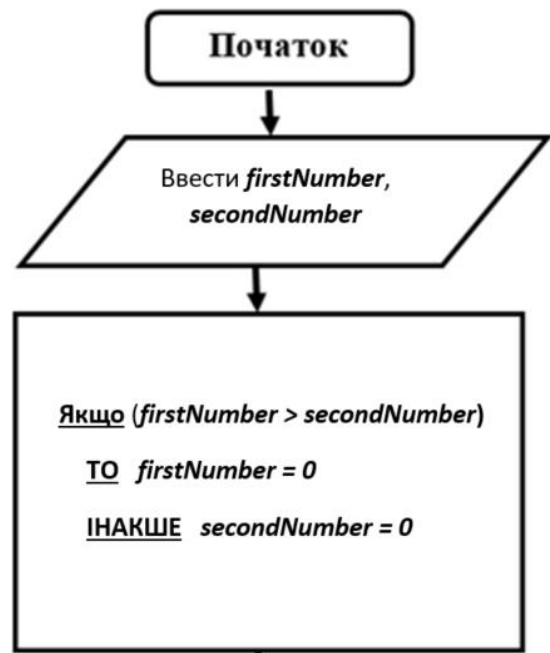 Початок
Ввести firstNumber,
secondNumber
Якщо (firstNumber > secondNumber)
ТО firstNumber = 0
ІНАКШЕ secondNumber = 0